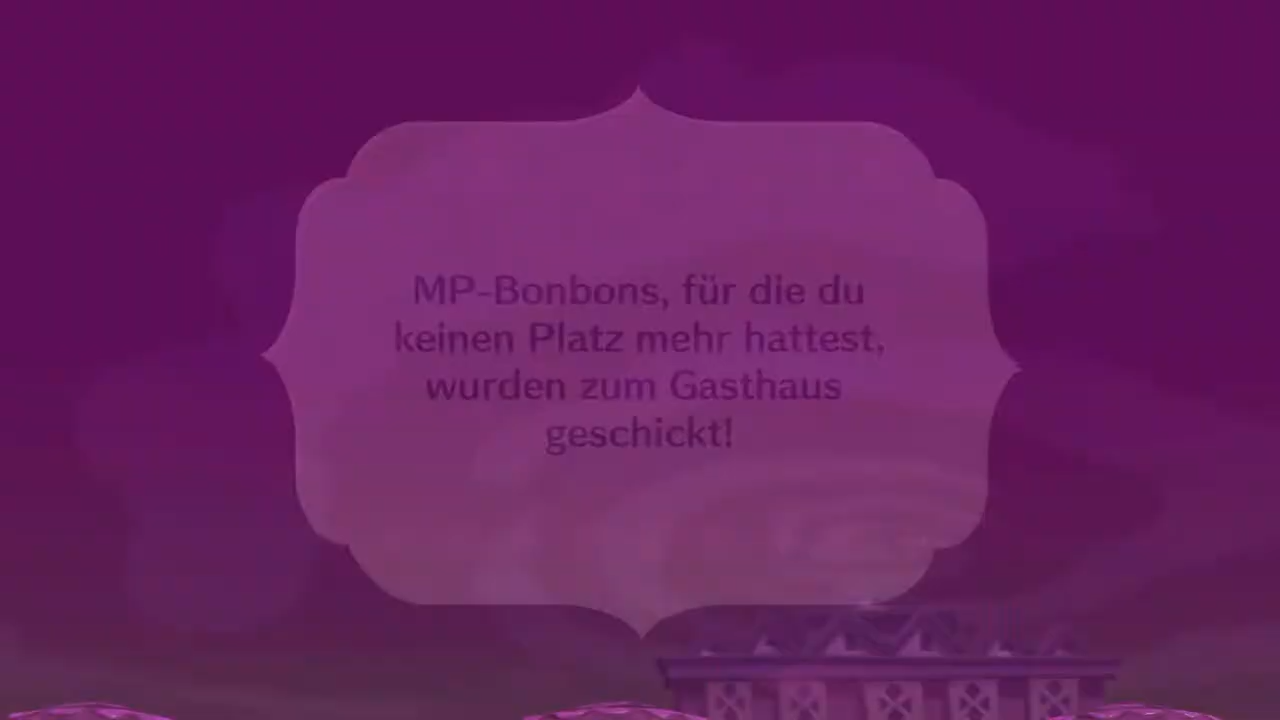 MP-Bonbons, für die du
keinen Platz mehr hattest,
wurden zum Gasthaus
geschickt!